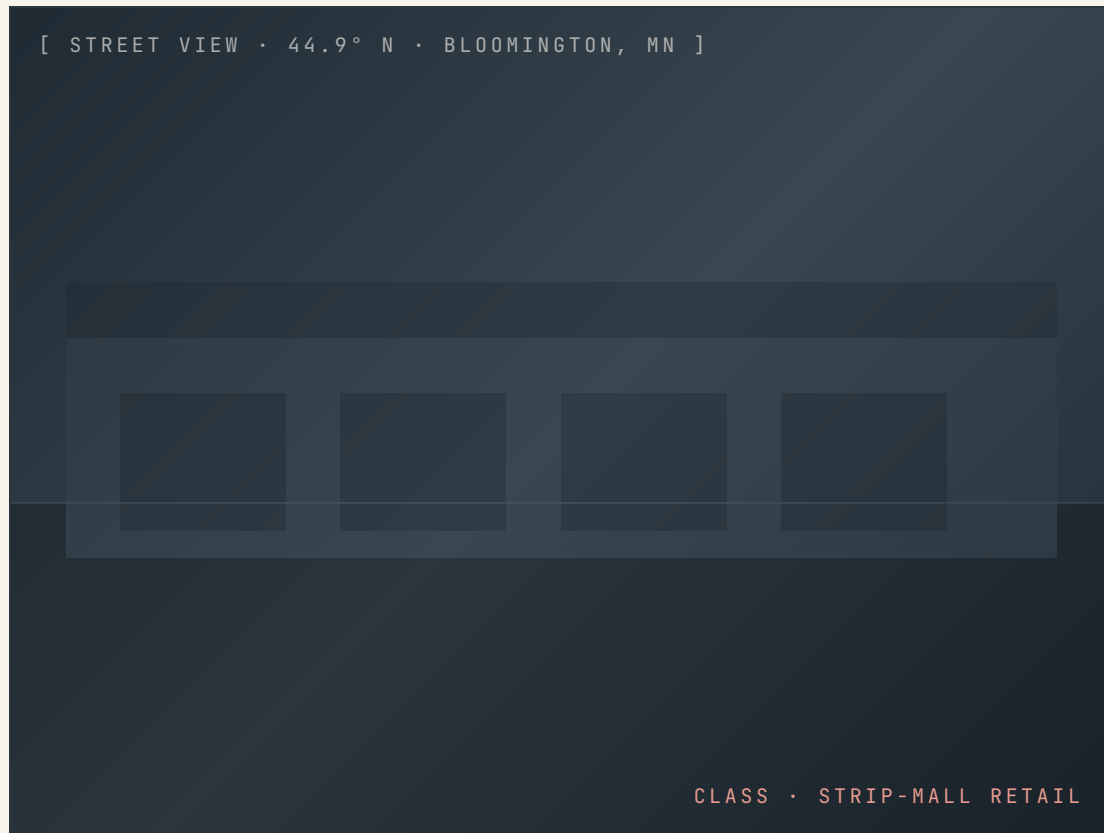 [ STREET VIEW · 44.9° N · BLOOMINGTON, MN ]
CLASS · STRIP-MALL RETAIL